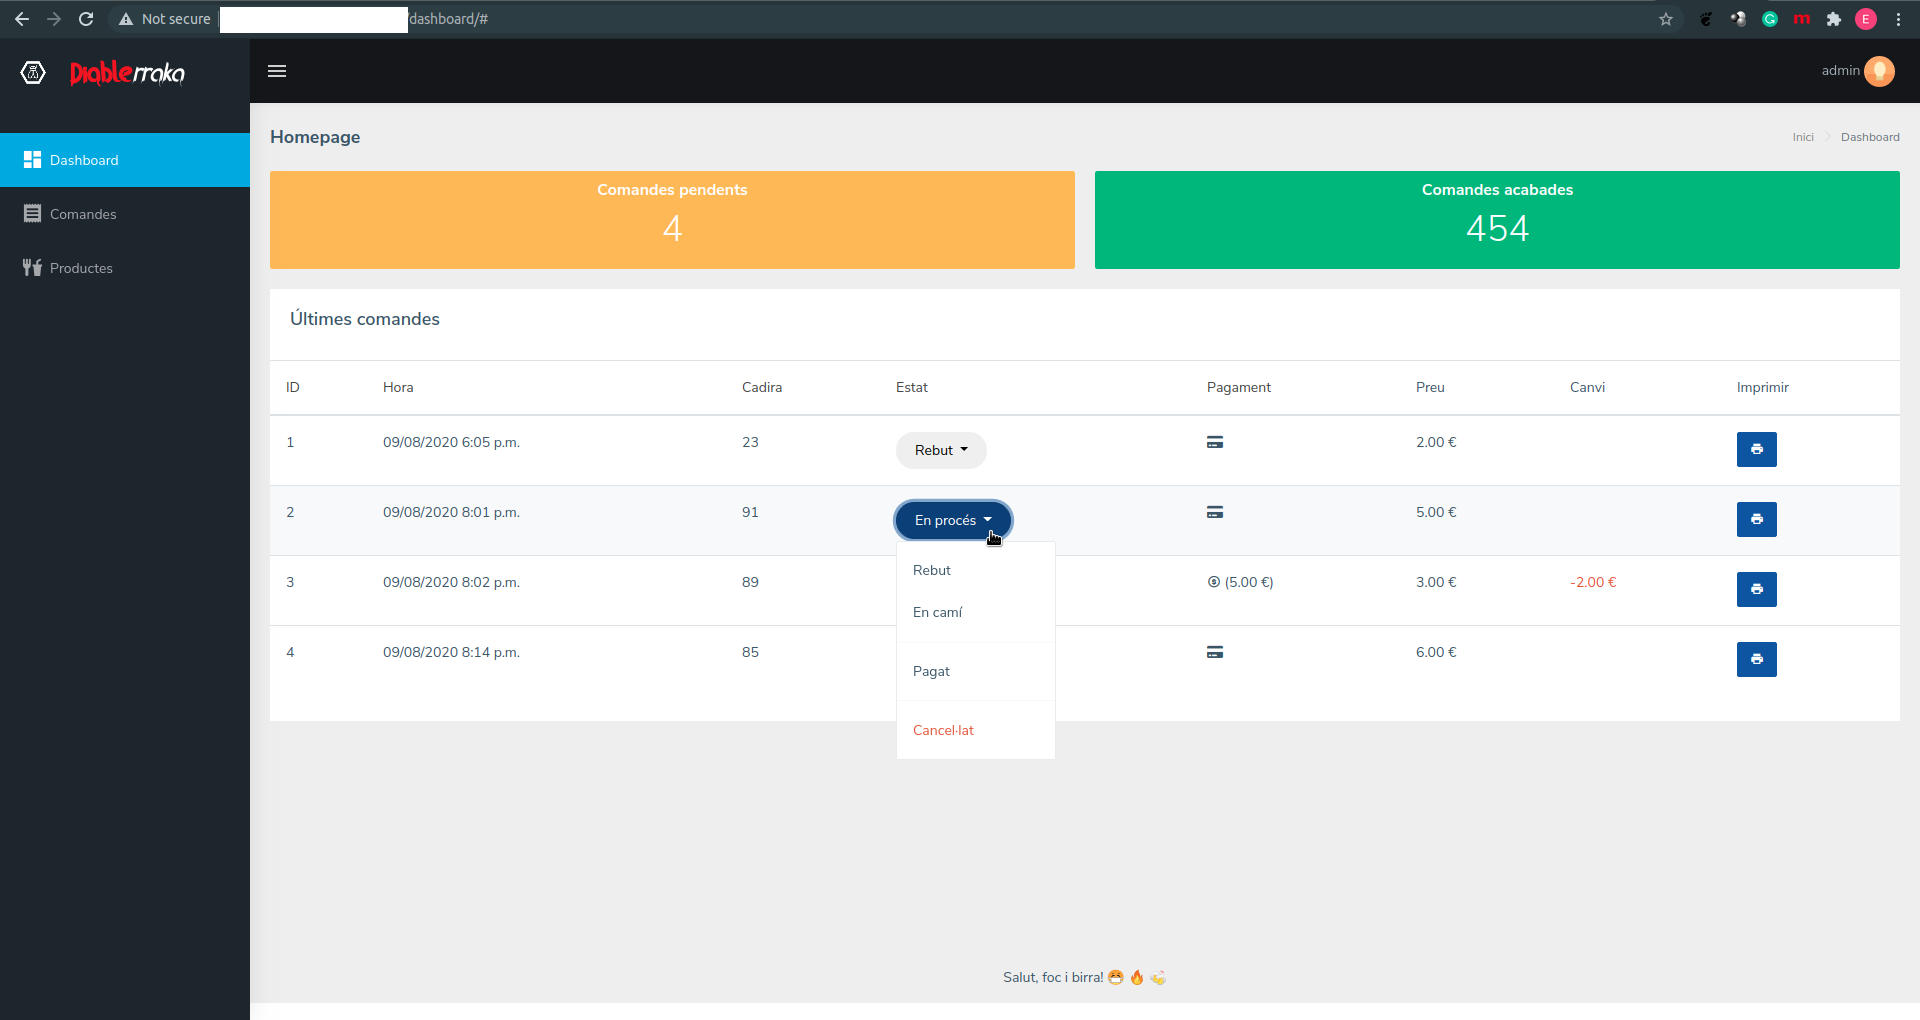 Not secure /dashboard/#
G m E
Diablerraka
admin
Homepage
Inici Dashboard
Dashboard
Comandes
Productes
Comandes pendents
4
Comandes acabades
454
Últimes comandes
ID Hora Cadira Estat Pagament Preu Canvi Imprimir
1 09/08/2020 6:05 p.m. 23 Rebut 2.00 €
2 09/08/2020 8:01 p.m. 91 En procés 5.00 €
Rebut
3 09/08/2020 8:02 p.m. 89 (5.00 €) 3.00 € -2.00 €
En camí
4 09/08/2020 8:14 p.m. 85 6.00 €
Pagat
Cancel·lat
Salut, foc i birra! 😷 🔥 🍻